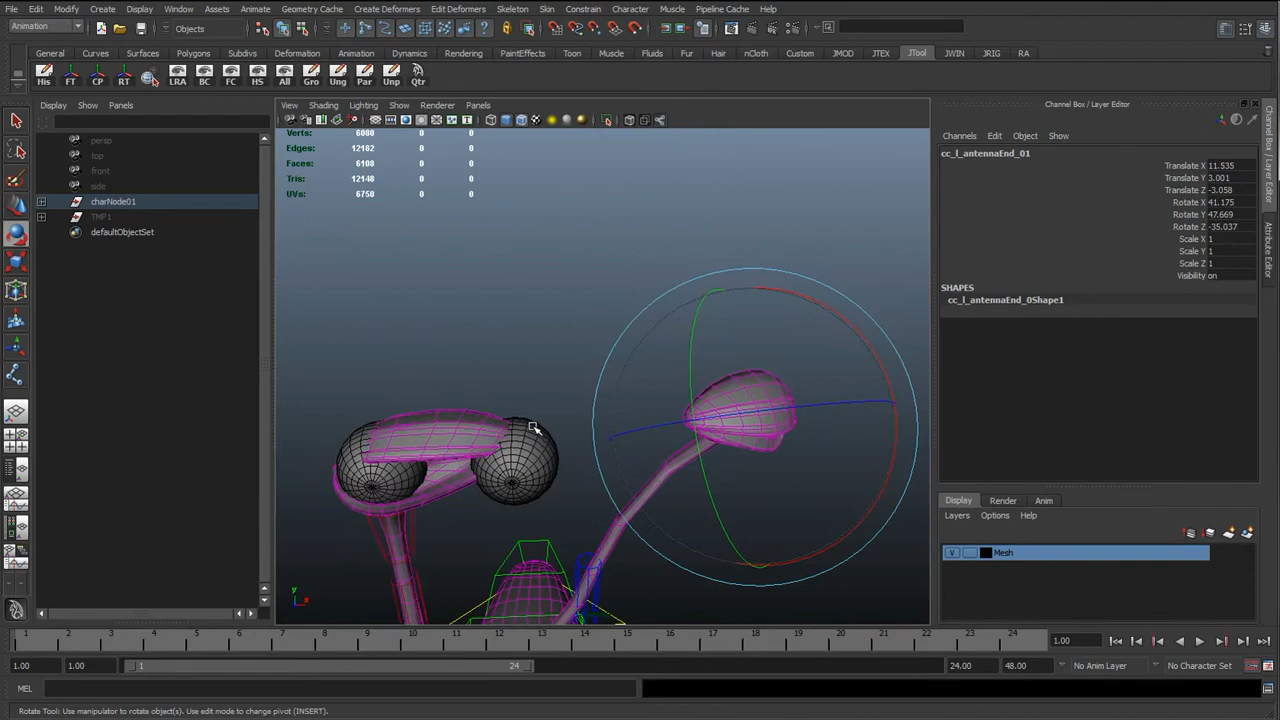 File Edit Modify Create Display Window Assets Animate Geometry Cache Create Deformers Edit Deformers Skeleton Skin Constrain Character Muscle Pipeline Cache Help
Animation Objects
General Curves Surfaces Polygons Subdivs Deformation Animation Dynamics Rendering PaintEffects Toon Muscle Fluids Fur Hair nCloth Custom JMOD JTEX JTool JWIN JRIG RA
His FT CP RT LRA BC FC HS All Gro Ung Par Unp Qtr
Display Show Panels
View Shading Lighting Show Renderer Panels
Channel Box / Layer Editor
Channels Edit Object Show
persp
top
front
side
charNode01
TMP1
defaultObjectSet
Verts: 6080 0 0
Edges: 12182 0 0
Faces: 6108 0 0
Tris: 12148 0 0
UVs: 6750 0 0
cc_l_antennaEnd_01
Translate X 11.535
Translate Y 3.001
Translate Z -3.058
Rotate X 41.175
Rotate Y 47.669
Rotate Z -35.037
Scale X 1
Scale Y 1
Scale Z 1
Visibility on
SHAPES
cc_l_antennaEnd_0Shape1
Channel Box / Layer Editor
Attribute Editor
Display Render Anim
Layers Options Help
V Mesh
y
x
1 2 3 4 5 6 7 8 9 10 11 12 13 14 15 16 17 18 19 20 21 22 23 24 1.00
1.00 1.00 1 24 24.00 48.00 No Anim Layer No Character Set
MEL
Rotate Tool: Use manipulator to rotate object(s). Use edit mode to change pivot (INSERT).